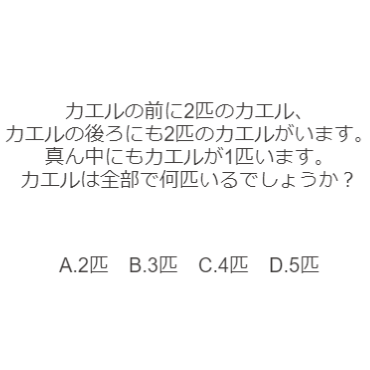 カエルの前に2匹のカエル、
カエルの後ろにも2匹のカエルがいます。
真ん中にもカエルが1匹います。
カエルは全部で何匹いるでしょうか？
A.2匹　B.3匹　C.4匹　D.5匹